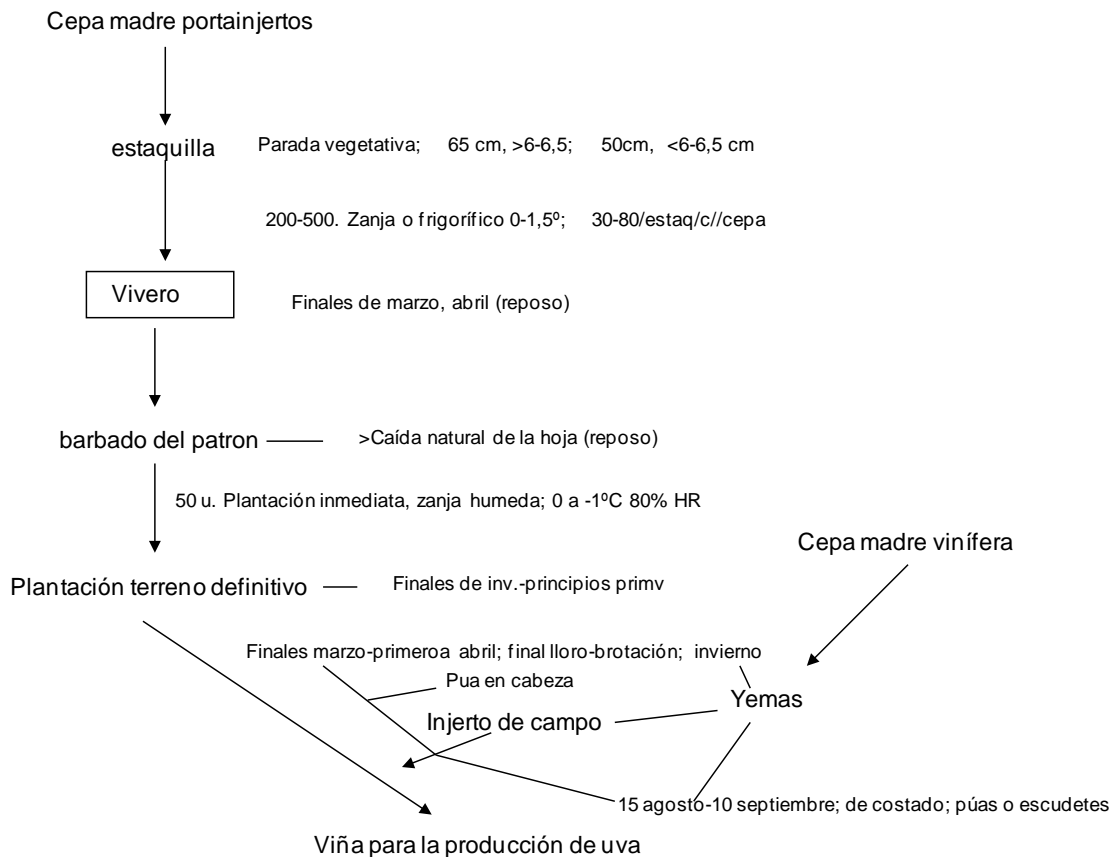 Cepa madre portainjertos
estaquilla
Parada vegetativa; 65 cm, >6-6,5; 50cm, <6-6,5 cm
200-500. Zanja o frigorífico 0-1,5º; 30-80/estaq/c//cepa
Vivero
Finales de marzo, abril (reposo)
barbado del patron
>Caída natural de la hoja (reposo)
50 u. Plantación inmediata, zanja humeda; 0 a -1ºC 80% HR
Cepa madre vinífera
Plantación terreno definitivo
Finales de inv.-principios primv
Finales marzo-primeroa abril; final lloro-brotación; invierno
Pua en cabeza
Yemas
Injerto de campo
15 agosto-10 septiembre; de costado; púas o escudetes
Viña para la producción de uva